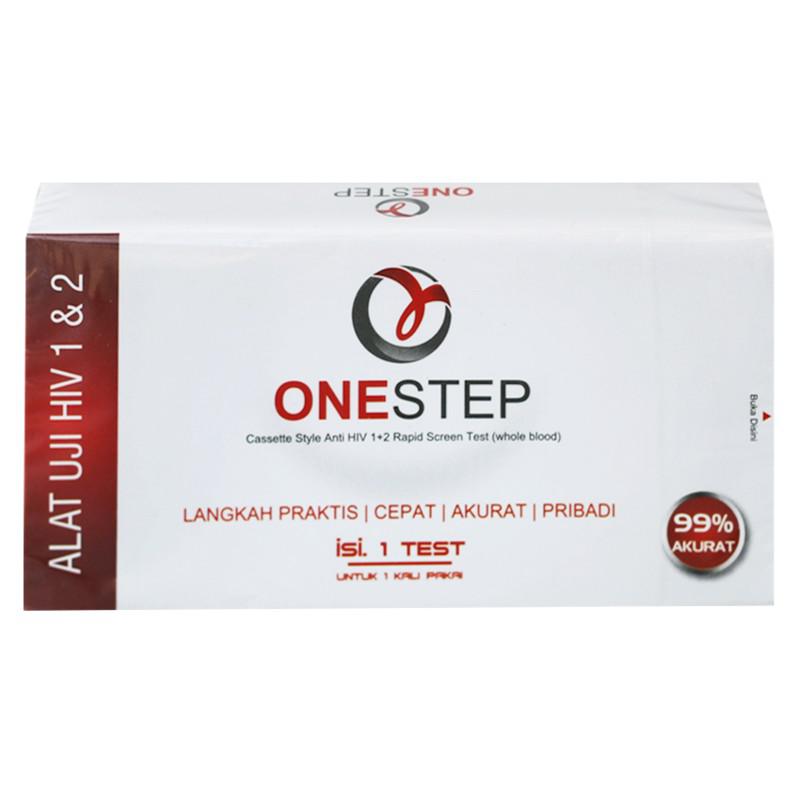 ONESTEP
ALAT UJI HIV 1 & 2
ONESTEP
Cassette Style Anti HIV 1+2 Rapid Screen Test (whole blood)
LANGKAH PRAKTIS | CEPAT | AKURAT | PRIBADI
isi. 1 TEST
UNTUK 1 KALI PAKAI
99%
AKURAT
Buka Disini